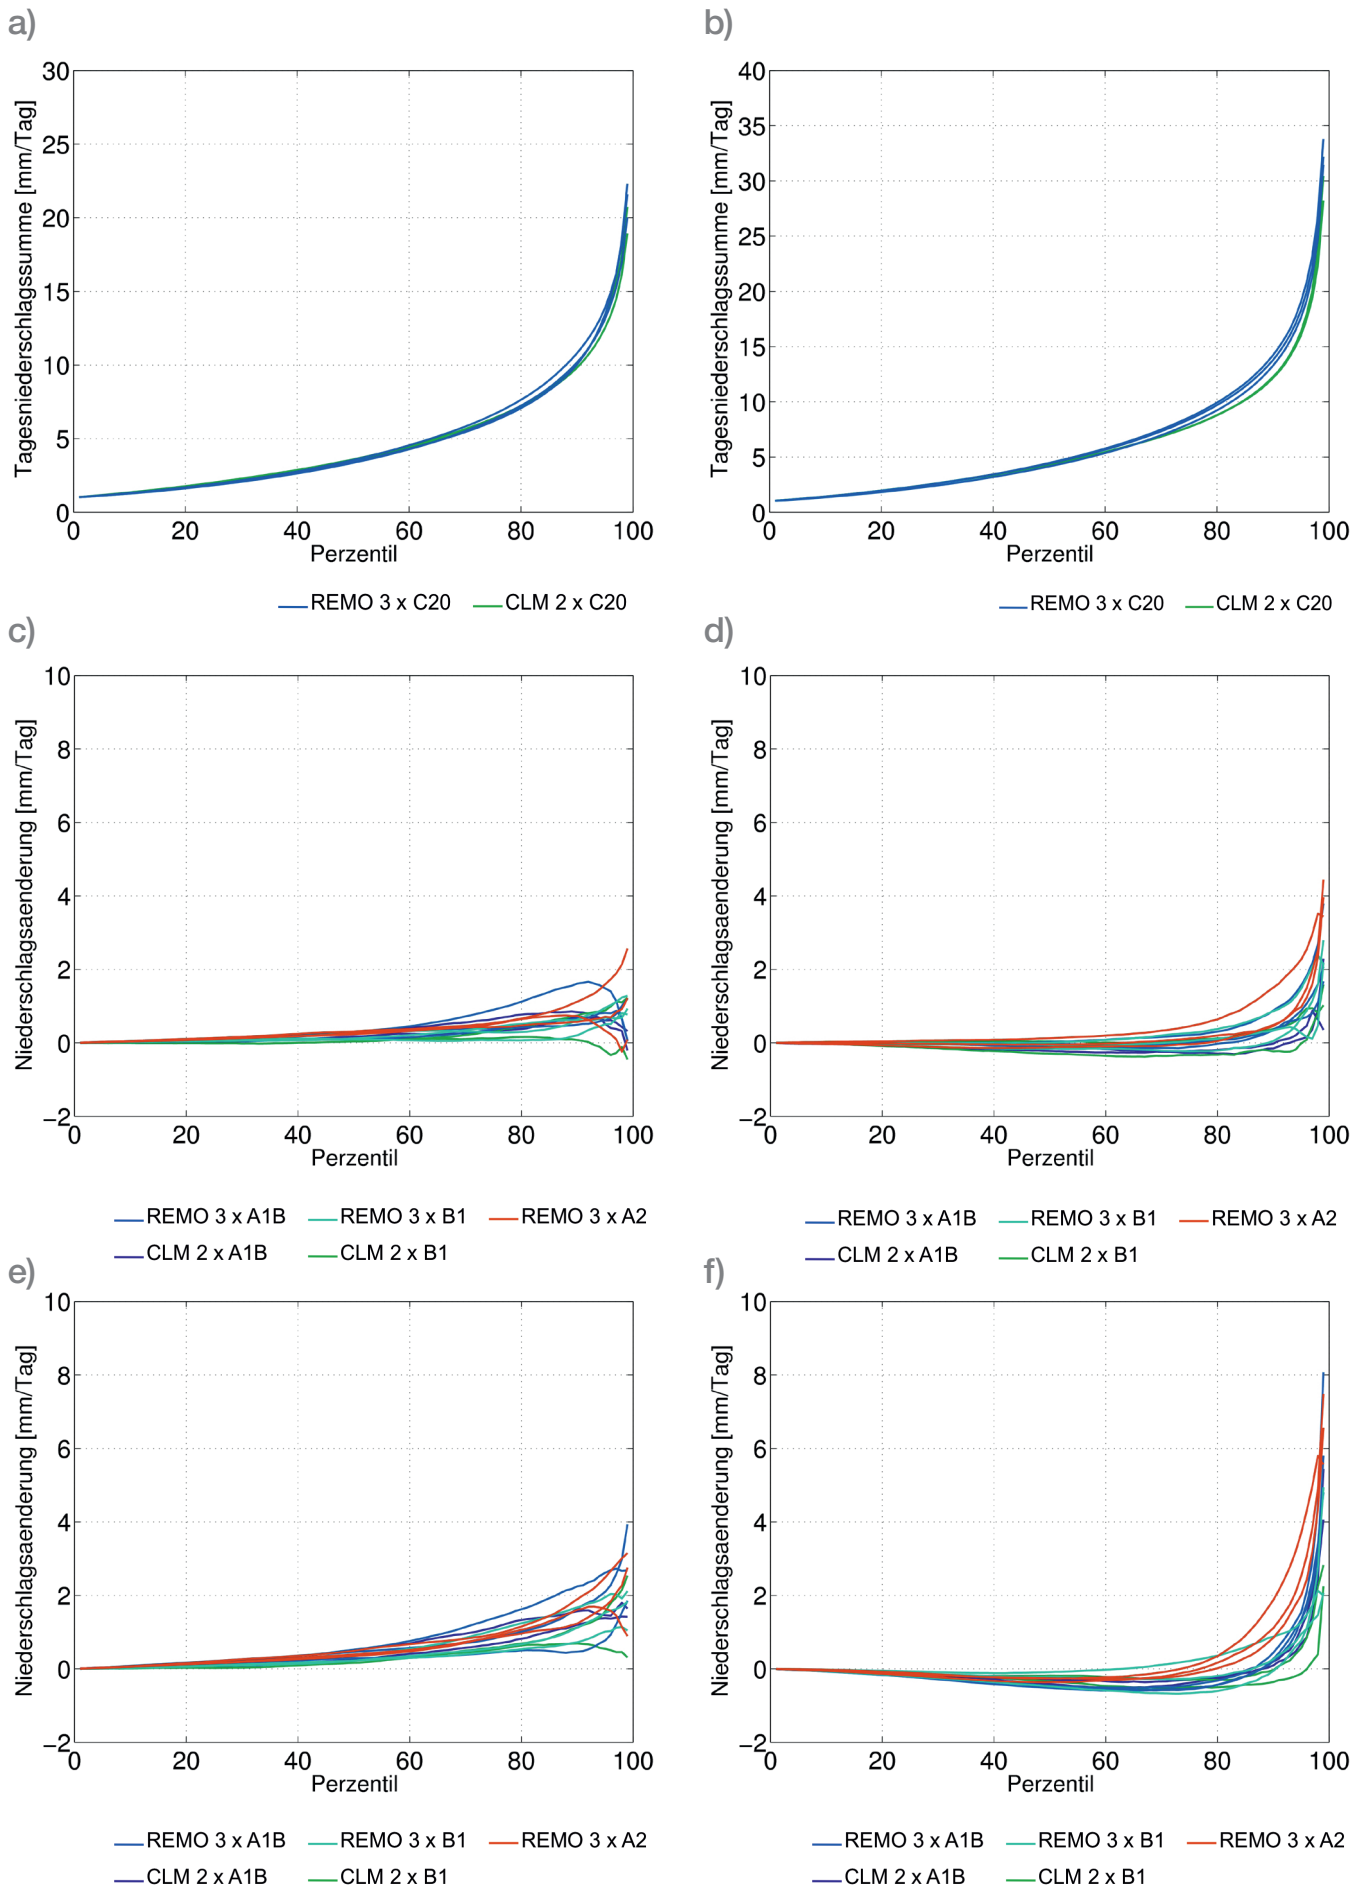 a)
b)
30
25
20
15
10
5
0
Tagesniederschlagssumme [mm/Tag]
0 20 40 60 80 100
Perzentil
REMO 3 x C20 CLM 2 x C20
40
35
30
25
20
15
10
5
0
Tagesniederschlagssumme [mm/Tag]
0 20 40 60 80 100
Perzentil
REMO 3 x C20 CLM 2 x C20
c)
d)
10
8
6
4
2
0
−2
Niederschlagsaenderung [mm/Tag]
0 20 40 60 80 100
Perzentil
REMO 3 x A1B REMO 3 x B1 REMO 3 x A2
CLM 2 x A1B CLM 2 x B1
10
8
6
4
2
0
−2
Niederschlagsaenderung [mm/Tag]
0 20 40 60 80 100
Perzentil
REMO 3 x A1B REMO 3 x B1 REMO 3 x A2
CLM 2 x A1B CLM 2 x B1
e)
f)
10
8
6
4
2
0
−2
Niederschlagsaenderung [mm/Tag]
0 20 40 60 80 100
Perzentil
REMO 3 x A1B REMO 3 x B1 REMO 3 x A2
CLM 2 x A1B CLM 2 x B1
10
8
6
4
2
0
−2
Niederschlagsaenderung [mm/Tag]
0 20 40 60 80 100
Perzentil
REMO 3 x A1B REMO 3 x B1 REMO 3 x A2
CLM 2 x A1B CLM 2 x B1